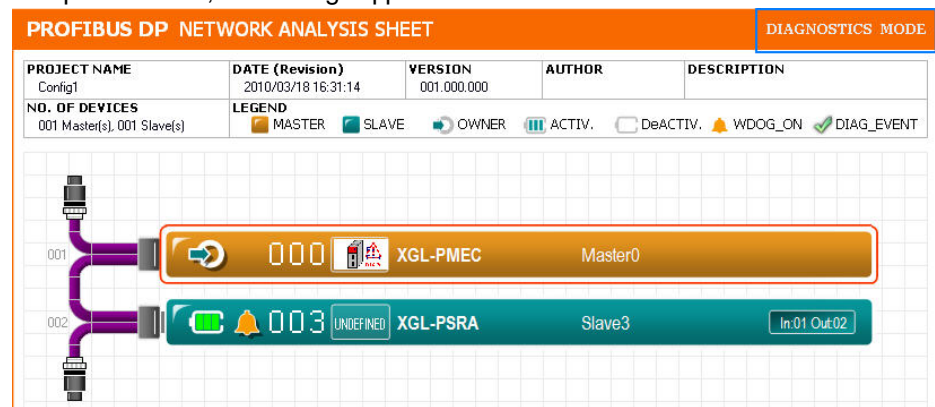 PROFIBUS DP NETWORK ANALYSIS SHEET DIAGNOSTICS MODE
PROJECT NAME DATE (Revision) VERSION AUTHOR DESCRIPTION
Config1 2010/03/18 16:31:14 001.000.000
NO. OF DEVICES LEGEND
001 Master(s), 001 Slave(s) MASTER SLAVE OWNER ACTIV. DeACTIV. WDOG_ON DIAG_EVENT
001 000 XGL-PMEC Master0
002 003 UNDEFINED XGL-PSRA Slave3 In:01 Out:02